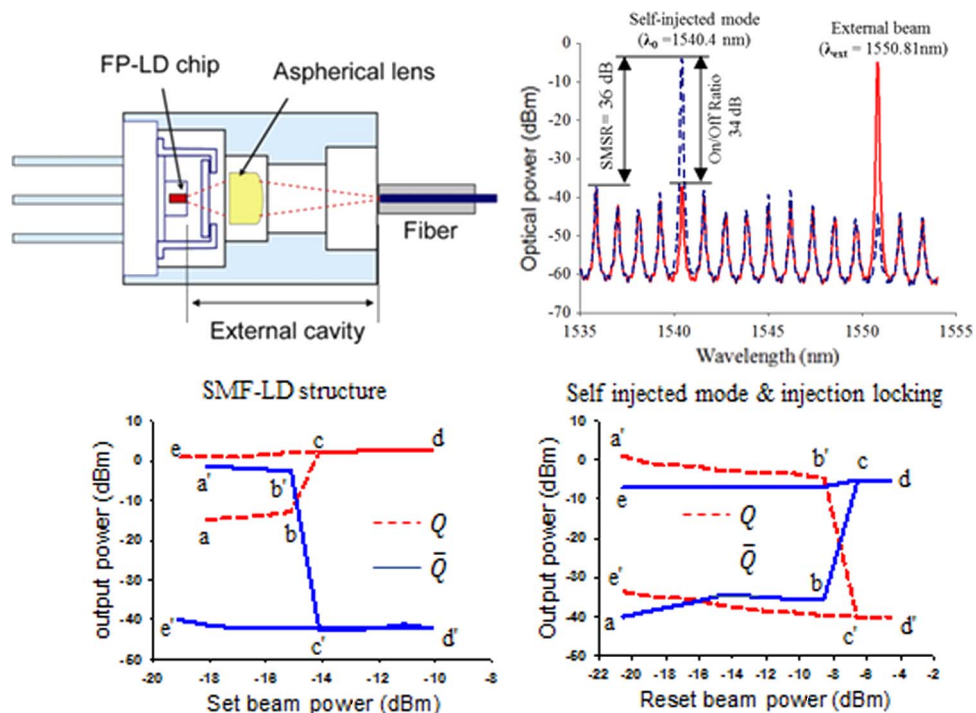 FP-LD chip
Aspherical lens
Fiber
External cavity
SMF-LD structure
Self-injected mode
(λ0 =1540.4 nm)
External beam
(λext = 1550.81nm)
SMSR= 36 dB
On/Off Ratio
34 dB
Optical power (dBm)
0
-10
-20
-30
-40
-50
-60
-70
1535
1540
1545
1550
1555
Wavelength (nm)
Self injected mode & injection locking
output power (dBm)
10
0
-10
-20
-30
-40
-50
-20
-18
-16
-14
-12
-10
-8
Set beam power (dBm)
e
a'
b'
c
d
a
b
e'
c'
d'
Q
Q̄
Output power (dBm)
10
0
-10
-20
-30
-40
-50
-60
-22
-20
-18
-16
-14
-12
-10
-8
-6
-4
-2
Reset beam power (dBm)
a'
b'
c
d
e
e'
a
b
c'
d'
Q
Q̄